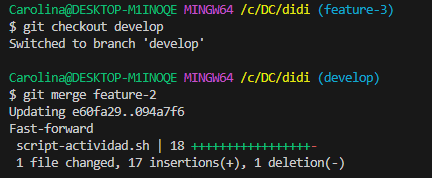 Carolina@DESKTOP-M1INOQE MINGW64 /c/DC/didi (feature-3)
$ git checkout develop
Switched to branch 'develop'
Carolina@DESKTOP-M1INOQE MINGW64 /c/DC/didi (develop)
$ git merge feature-2
Updating e60fa29..094a7f6
Fast-forward
 script-actividad.sh | 18 +++++++++++++++++-
 1 file changed, 17 insertions(+), 1 deletion(-)